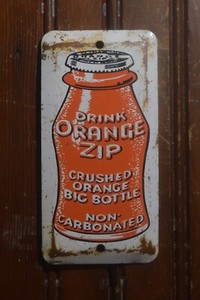 DRINK
ORANGE
ZIP
CRUSHED-
ORANGE
BIG BOTTLE
NON-
CARBONATED